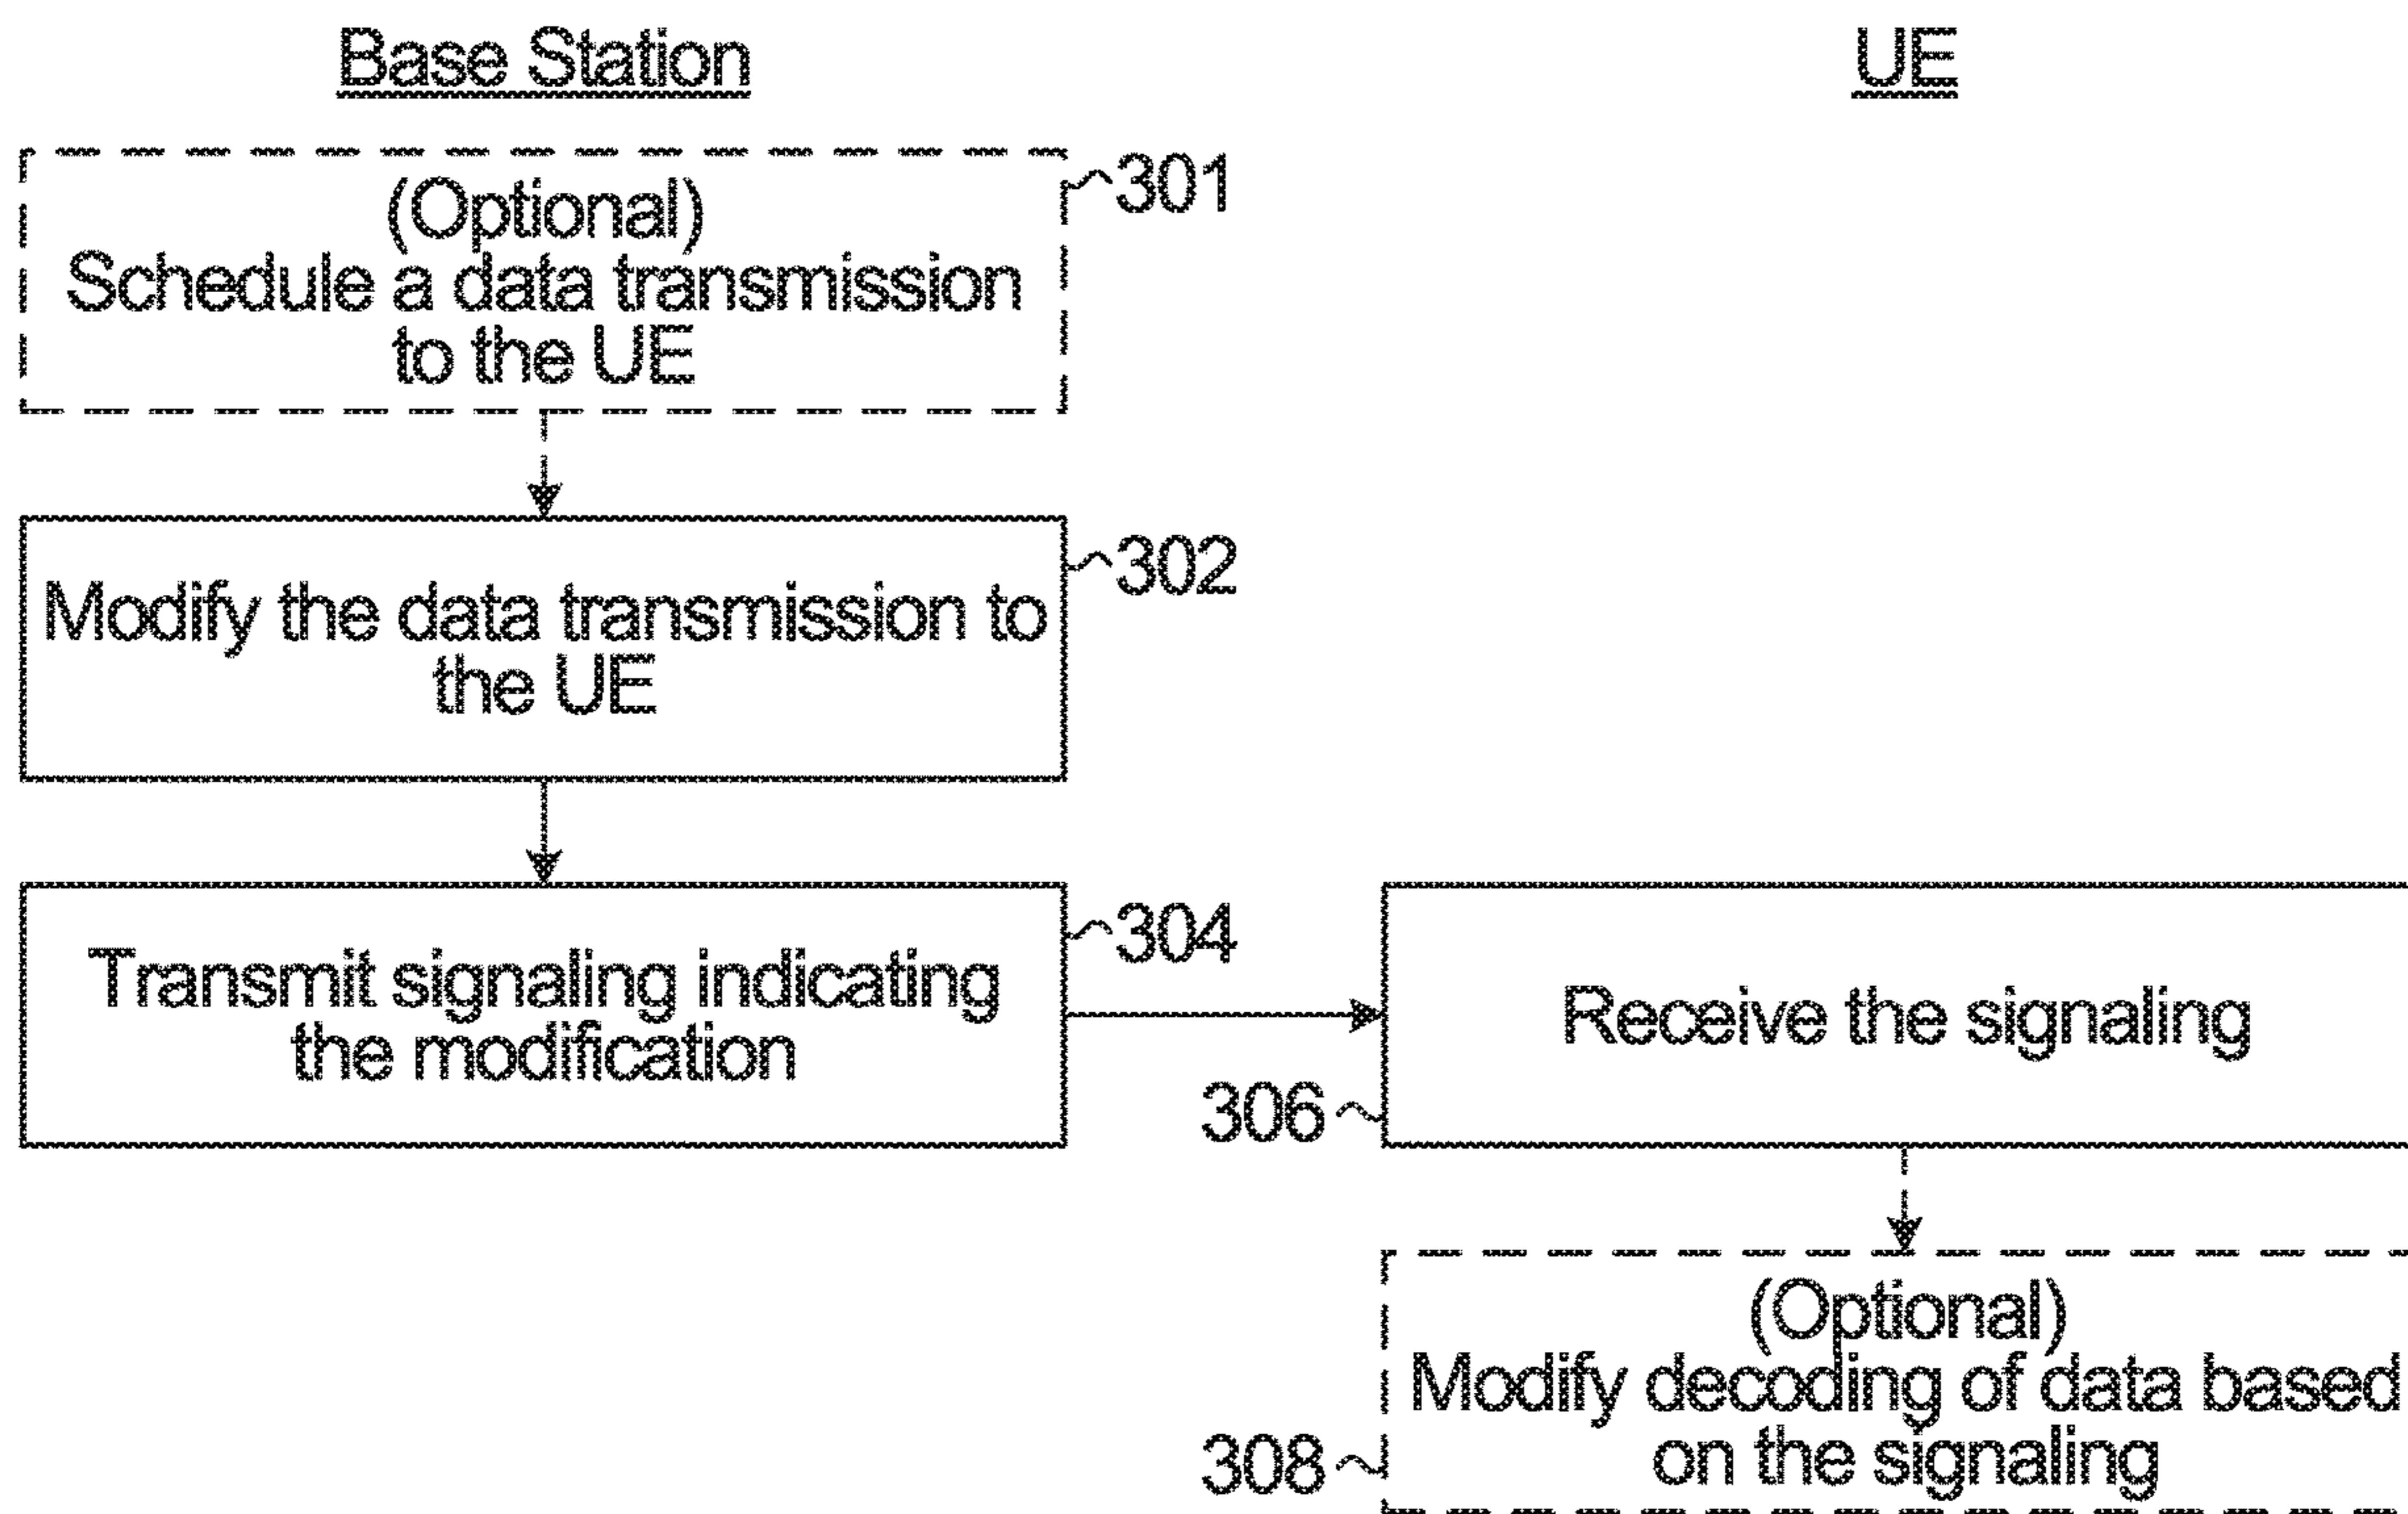 Base Station
UE
(Optional)
Schedule a data transmission
to the UE
301
Modify the data transmission to
the UE
302
Transmit signaling indicating
the modification
304
Receive the signaling
306
(Optional)
Modify decoding of data based
on the signaling
308